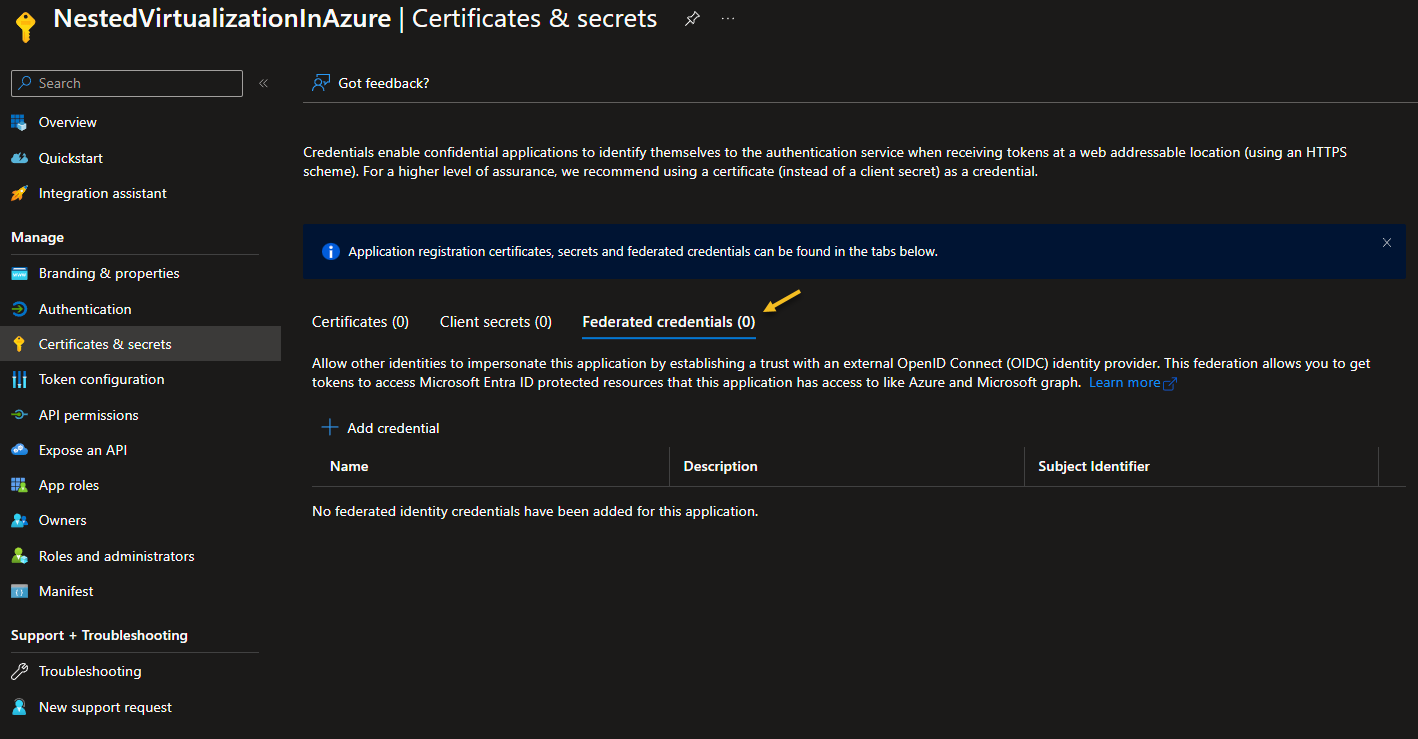 NestedVirtualizationInAzure | Certificates & secrets
Search
Overview
Quickstart
Integration assistant
Manage
Branding & properties
Authentication
Certificates & secrets
Token configuration
API permissions
Expose an API
App roles
Owners
Roles and administrators
Manifest
Support + Troubleshooting
Troubleshooting
New support request
Got feedback?
Credentials enable confidential applications to identify themselves to the authentication service when receiving tokens at a web addressable location (using an HTTPS
scheme). For a higher level of assurance, we recommend using a certificate (instead of a client secret) as a credential.
Application registration certificates, secrets and federated credentials can be found in the tabs below.
Certificates (0) Client secrets (0) Federated credentials (0)
Allow other identities to impersonate this application by establishing a trust with an external OpenID Connect (OIDC) identity provider. This federation allows you to get
tokens to access Microsoft Entra ID protected resources that this application has access to like Azure and Microsoft graph. Learn more
Add credential
Name Description Subject Identifier
No federated identity credentials have been added for this application.